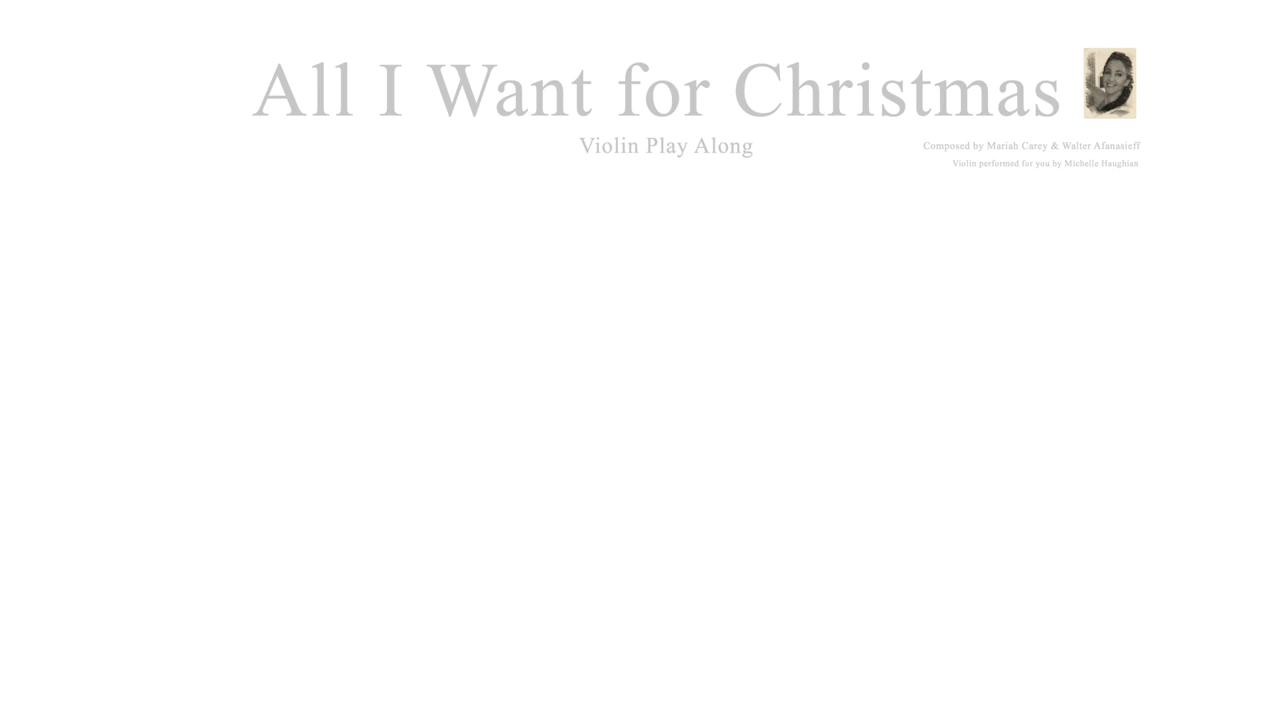 All I Want for Christmas
Violin Play Along
Composed by Mariah Carey & Walter Afanasieff
Violin performed for you by Michelle Haughian